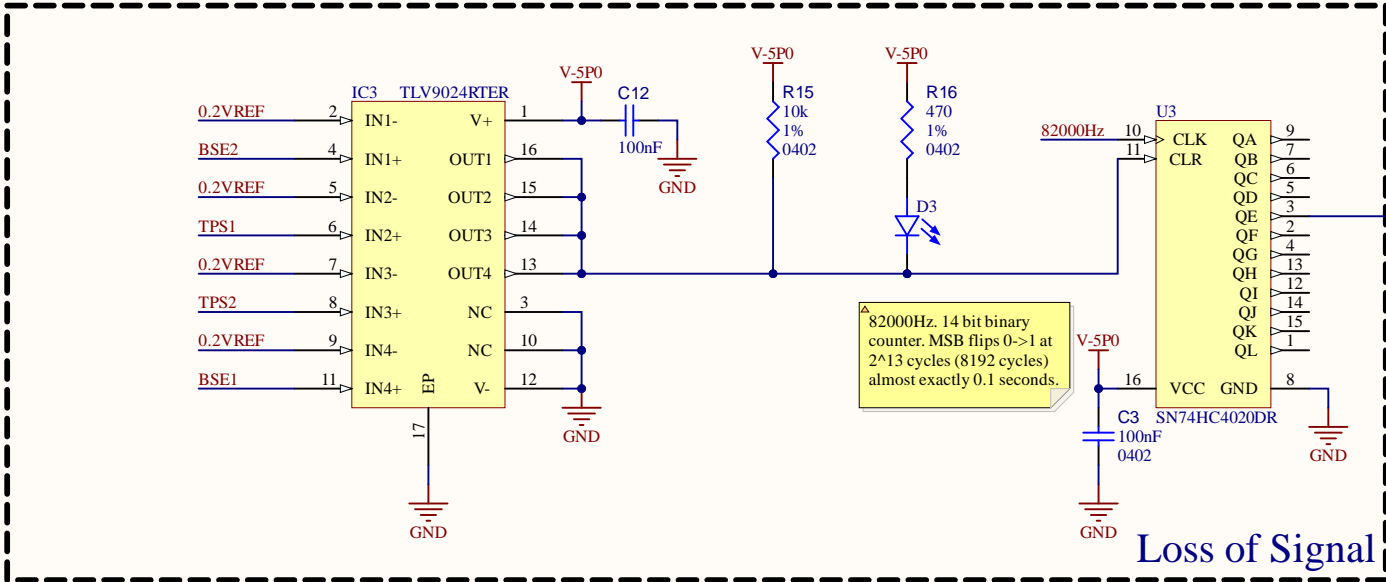 V-5P0
V-5P0
V-5P0
IC3 TLV9024RTER
C12
100nF
GND
R15
10k
1%
0402
R16
470
1%
0402
D3
0.2VREF 2 IN1- V+ 1
BSE2 4 IN1+ OUT1 16
0.2VREF 5 IN2- OUT2 15
TPS1 6 IN2+ OUT3 14
0.2VREF 7 IN3- OUT4 13
TPS2 8 IN3+ NC 3
0.2VREF 9 IN4- NC 10
BSE1 11 IN4+ V- 12
EP
17
GND
GND
U3
82000Hz 10 CLK QA 9
11 CLR QB 7
QC 6
QD 5
QE 3
QF 2
QG 4
QH 13
QI 12
QJ 14
QK 15
QL 1
16 VCC GND 8
SN74HC4020DR
GND
82000Hz. 14 bit binary
counter. MSB flips 0->1 at
2^13 cycles (8192 cycles)
almost exactly 0.1 seconds.
V-5P0
C3
100nF
0402
GND
Loss of Signal